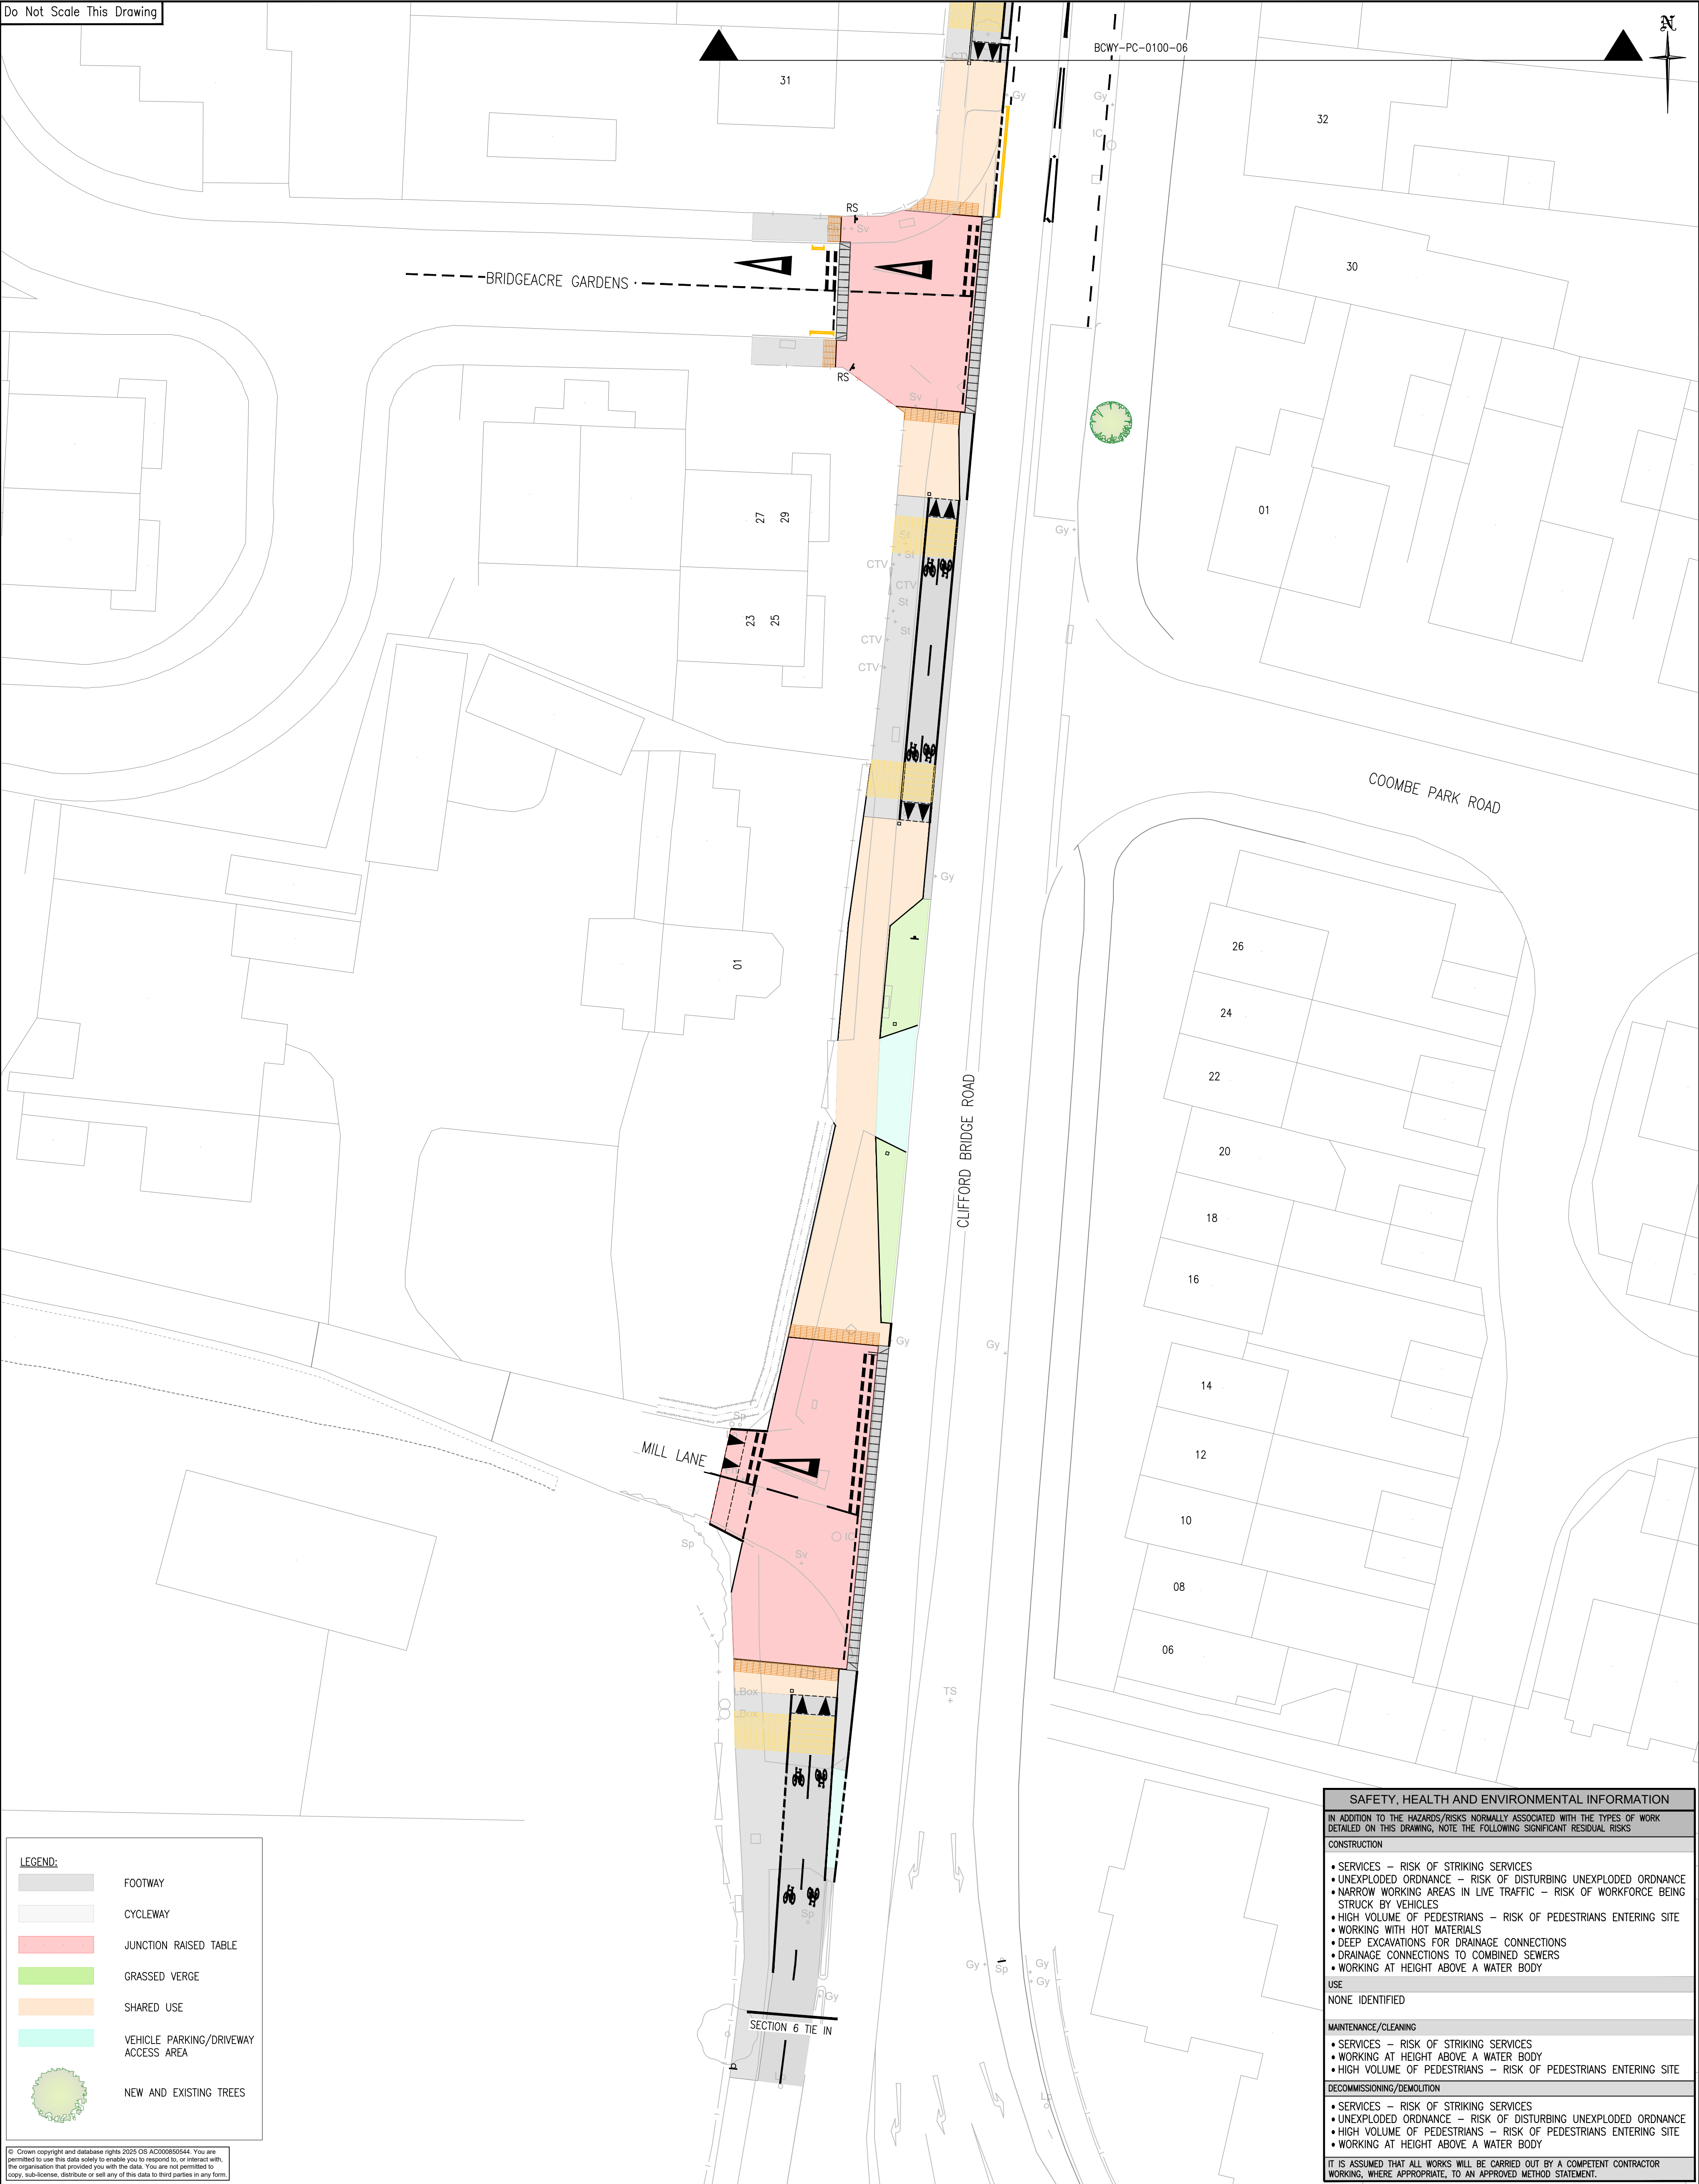 Do Not Scale This Drawing
N
BCWY-PC-0100-06
31
32
CTV
Gy
Gy
IC
RS
Sv
30
BRIDGEACRE GARDENS
RS
Sv
01
27
29
Gy
St
St
CTV
CTV
St
23
25
St
CTV
CTV
COOMBE PARK ROAD
Gy
26
01
24
22
CLIFFORD BRIDGE ROAD
20
18
16
Gy
Gy
14
Sp
MILL LANE
12
10
IC
Sp
Sv
08
06
LBox
TS
LBox
Sp
Gy
Sp
Gy
Gy
Gy
SECTION 6 TIE IN
Lp
Lp
LEGEND:
FOOTWAY
CYCLEWAY
JUNCTION RAISED TABLE
GRASSED VERGE
SHARED USE
VEHICLE PARKING/DRIVEWAY
ACCESS AREA
NEW AND EXISTING TREES
© Crown copyright and database rights 2025 OS AC000850544. You are
permitted to use this data solely to enable you to respond to, or interact with,
the organisation that provided you with the data. You are not permitted to
copy, sub-license, distribute or sell any of this data to third parties in any form.
SAFETY, HEALTH AND ENVIRONMENTAL INFORMATION
IN ADDITION TO THE HAZARDS/RISKS NORMALLY ASSOCIATED WITH THE TYPES OF WORK
DETAILED ON THIS DRAWING, NOTE THE FOLLOWING SIGNIFICANT RESIDUAL RISKS
CONSTRUCTION
• SERVICES – RISK OF STRIKING SERVICES
• UNEXPLODED ORDNANCE – RISK OF DISTURBING UNEXPLODED ORDNANCE
• NARROW WORKING AREAS IN LIVE TRAFFIC – RISK OF WORKFORCE BEING
STRUCK BY VEHICLES
• HIGH VOLUME OF PEDESTRIANS – RISK OF PEDESTRIANS ENTERING SITE
• WORKING WITH HOT MATERIALS
• DEEP EXCAVATIONS FOR DRAINAGE CONNECTIONS
• DRAINAGE CONNECTIONS TO COMBINED SEWERS
• WORKING AT HEIGHT ABOVE A WATER BODY
USE
NONE IDENTIFIED
MAINTENANCE/CLEANING
• SERVICES – RISK OF STRIKING SERVICES
• WORKING AT HEIGHT ABOVE A WATER BODY
• HIGH VOLUME OF PEDESTRIANS – RISK OF PEDESTRIANS ENTERING SITE
DECOMMISSIONING/DEMOLITION
• SERVICES – RISK OF STRIKING SERVICES
• UNEXPLODED ORDNANCE – RISK OF DISTURBING UNEXPLODED ORDNANCE
• HIGH VOLUME OF PEDESTRIANS – RISK OF PEDESTRIANS ENTERING SITE
• WORKING AT HEIGHT ABOVE A WATER BODY
IT IS ASSUMED THAT ALL WORKS WILL BE CARRIED OUT BY A COMPETENT CONTRACTOR
WORKING, WHERE APPROPRIATE, TO AN APPROVED METHOD STATEMENT.